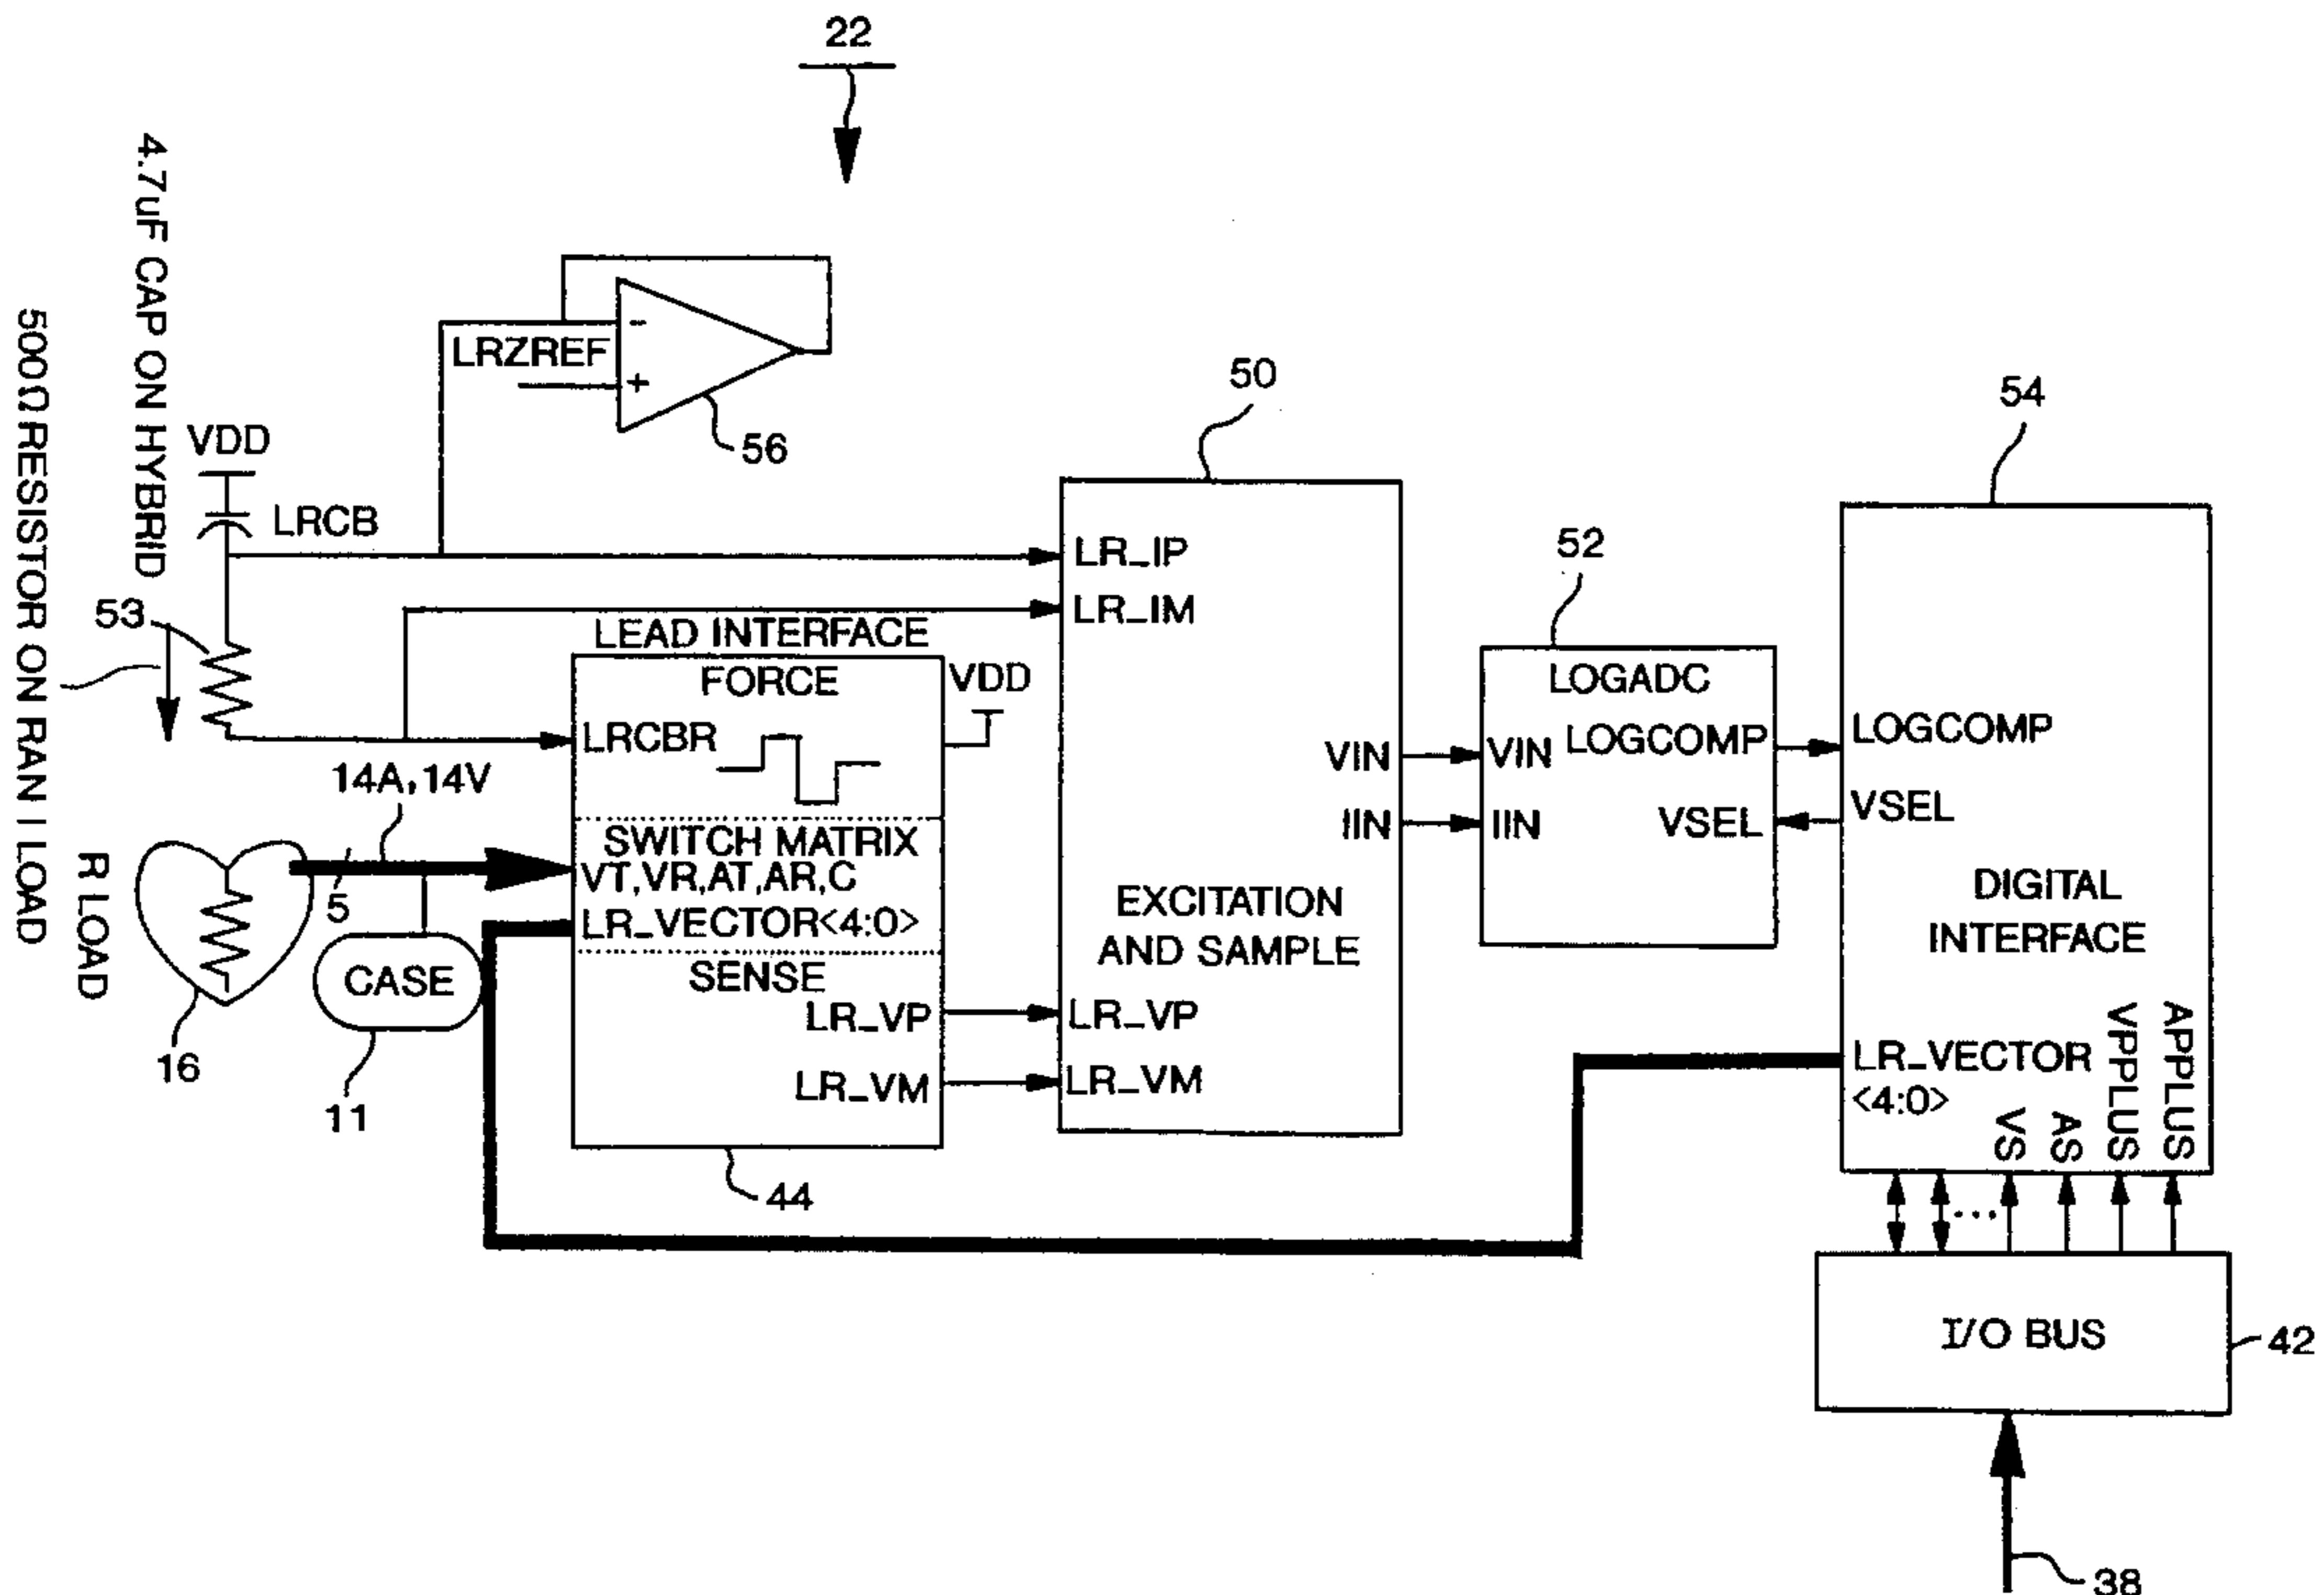 22
4.7uF CAP ON HYBRID
500Ω RESISTOR ON RAN I LOAD
R LOAD
VDD
LRCB
LRZREF
-
+
56
53
50
LR_IP
LR_IM
EXCITATION
AND SAMPLE
VIN
IIN
LR_VP
LR_VM
LEAD INTERFACE
FORCE
VDD
LRCBR
14A,14V
SWITCH MATRIX
VT,VR,AT,AR,C
LR_VECTOR<4:0>
SENSE
LR_VP
LR_VM
44
5
CASE
16
11
52
LOGADC
VIN
LOGCOMP
IIN
VSEL
54
LOGCOMP
VSEL
DIGITAL
INTERFACE
LR_VECTOR
<4:0>
VS
AS
VPPLUS
APPLUS
...
I/O BUS
42
38